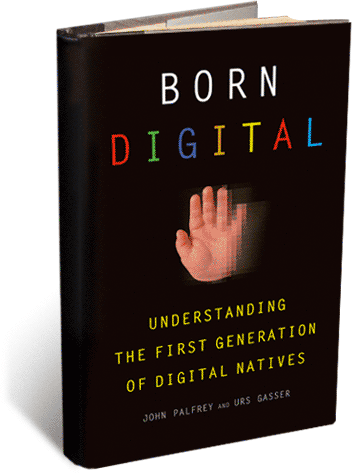 BORN
DIGITAL
UNDERSTANDING
THE FIRST GENERATION
OF DIGITAL NATIVES
JOHN PALFREY AND URS GASSER